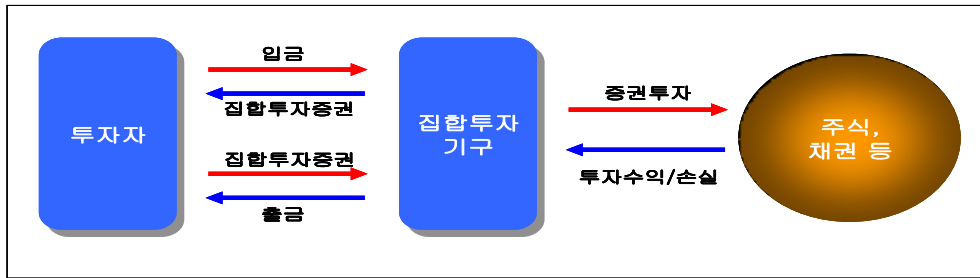 입금
집합투자증권
투자자
집합투자증권
출금
집합투자
기구
증권투자
투자수익/손실
주식,
채권 등